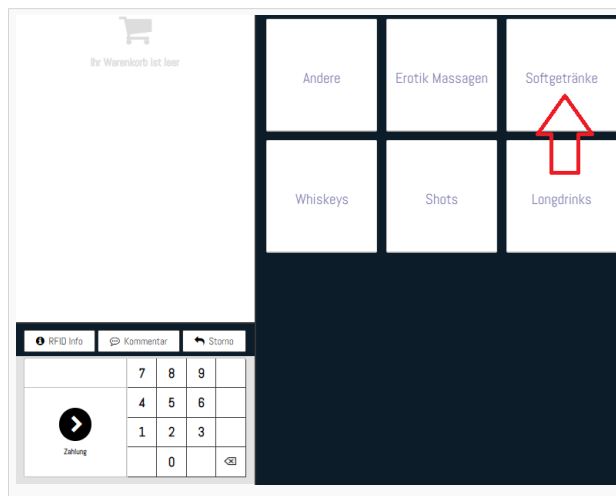 Ihr Warenkorb ist leer
Andere
Erotik Massagen
Softgetränke
Whiskeys
Shots
Longdrinks
RFID Info
Kommentar
Storno
7 8 9
4 5 6
1 2 3
0
Zahlung